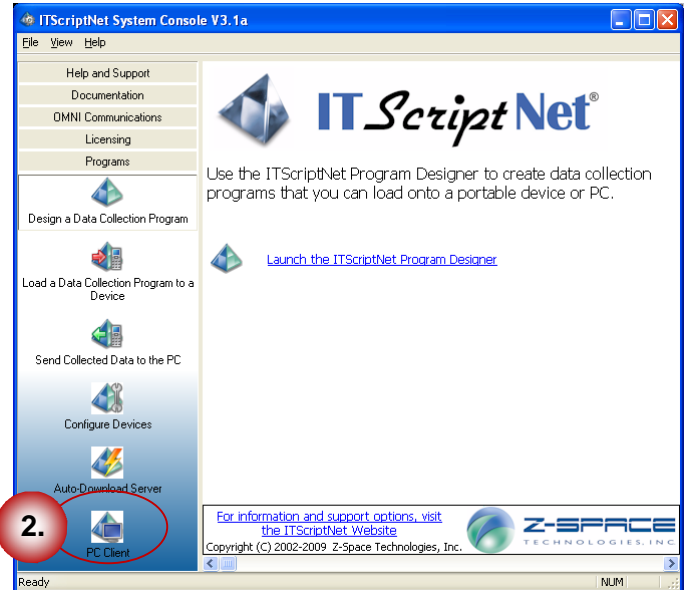 ITScriptNet System Console V3.1a
File View Help
Help and Support
Documentation
OMNI Communications
Licensing
Programs
Design a Data Collection Program
Load a Data Collection Program to a
Device
Send Collected Data to the PC
Configure Devices
Auto-Download Server
2.
PC Client
ITScriptNet®
Use the ITScriptNet Program Designer to create data collection
programs that you can load onto a portable device or PC.
Launch the ITScriptNet Program Designer
For information and support options, visit
the ITScriptNet Website
Copyright (C) 2002-2009 Z-Space Technologies, Inc.
Z-SPACE
TECHNOLOGIES, INC
Ready
NUM